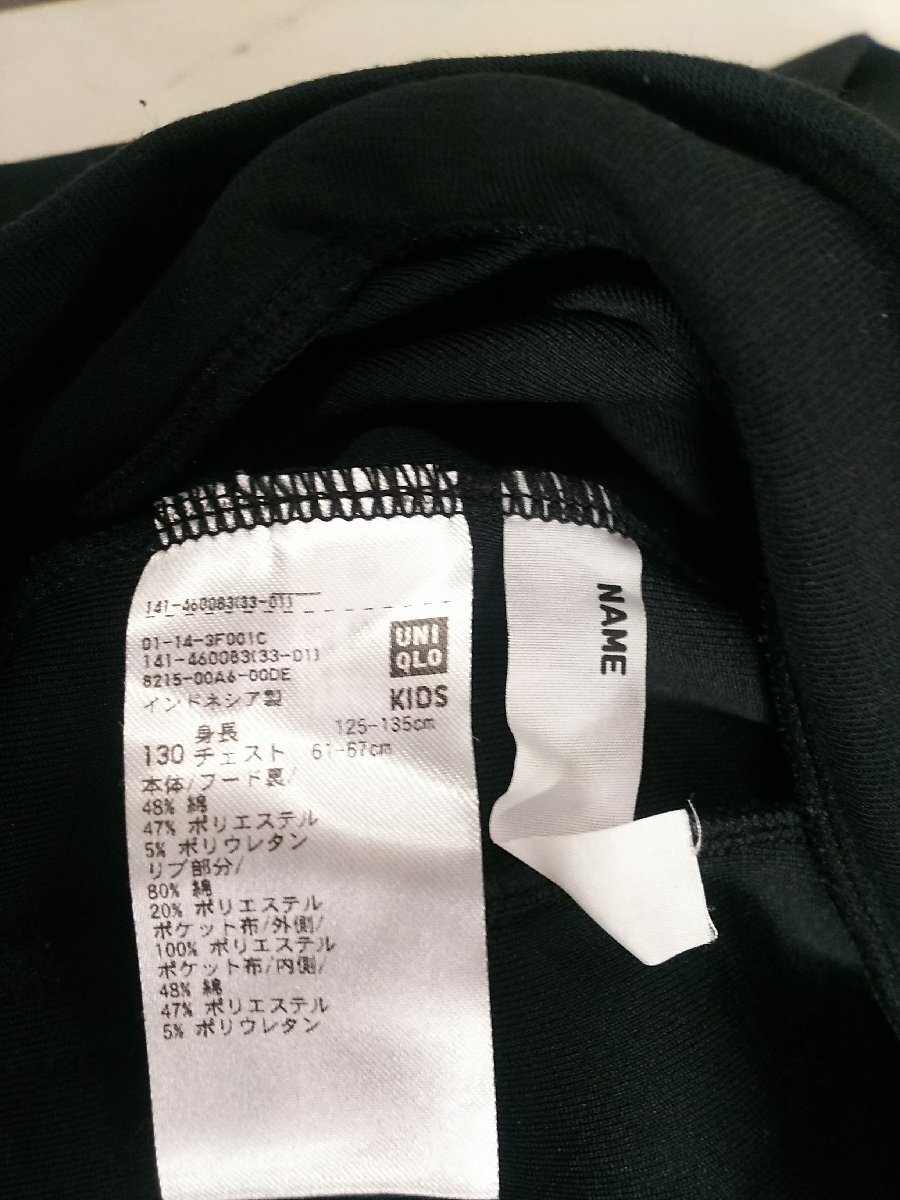 141-460083(33-01)
01-14-3F001C
141-460083(33-01)
8215-00A6-00DE
インドネシア製
UNI
QLO
KIDS
身長 125-135cm
130 チェスト 61-67cm
本体/フード裏/
48% 綿
47% ポリエステル
5% ポリウレタン
リブ部分/
80% 綿
20% ポリエステル
ポケット布/外側/
100% ポリエステル
ポケット布/内側/
48% 綿
47% ポリエステル
5% ポリウレタン
NAME